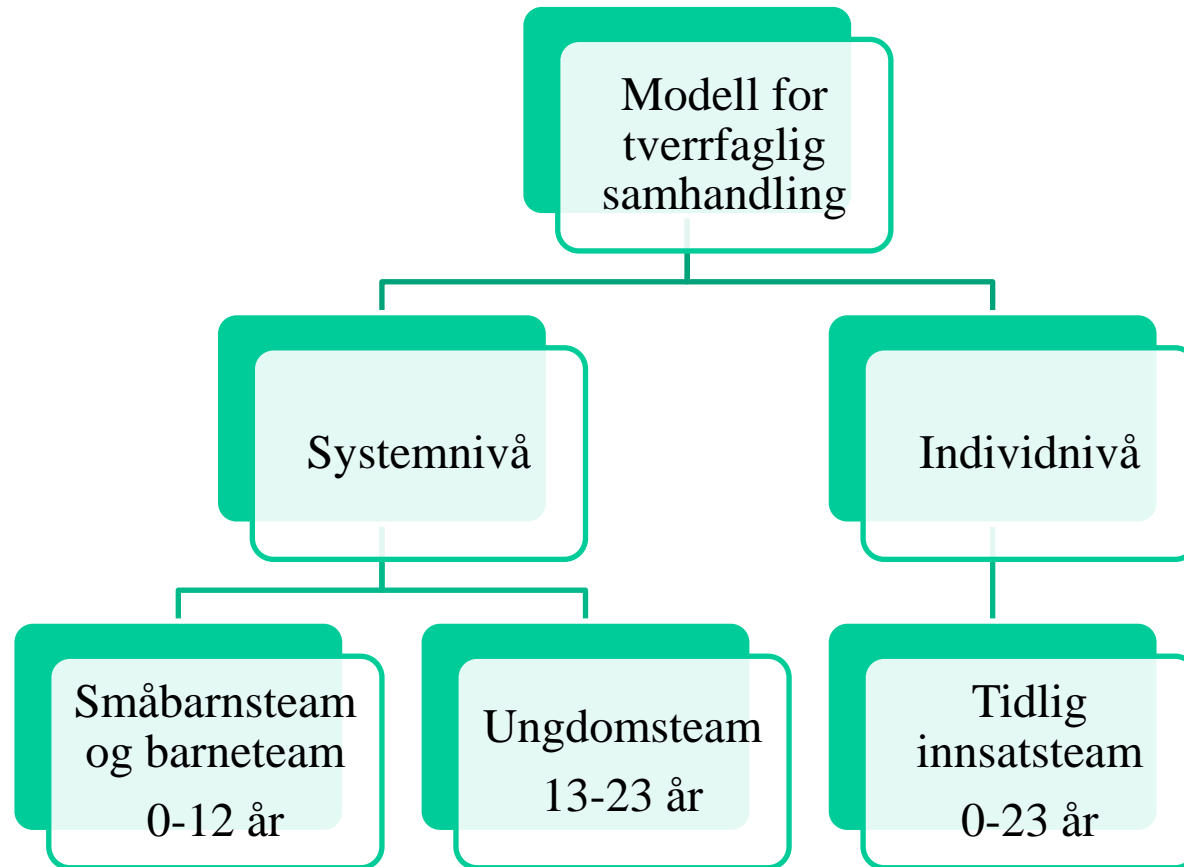 Modell for
tverrfaglig
samhandling
Systemnivå
Individnivå
Småbarnsteam
og barneteam
0-12 år
Ungdomsteam
13-23 år
Tidlig
innsatsteam
0-23 år